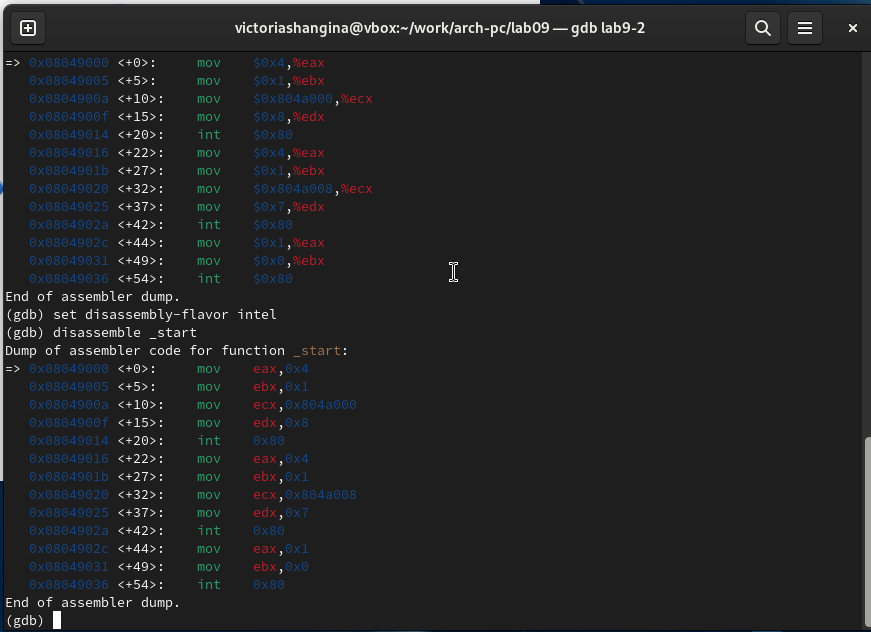 victoriashangina@vbox:~/work/arch-pc/lab09 — gdb lab9-2
=> 0x08049000 <+0>:     mov    $0x4,%eax
   0x08049005 <+5>:     mov    $0x1,%ebx
   0x0804900a <+10>:    mov    $0x804a000,%ecx
   0x0804900f <+15>:    mov    $0x8,%edx
   0x08049014 <+20>:    int    $0x80
   0x08049016 <+22>:    mov    $0x4,%eax
   0x0804901b <+27>:    mov    $0x1,%ebx
   0x08049020 <+32>:    mov    $0x804a008,%ecx
   0x08049025 <+37>:    mov    $0x7,%edx
   0x0804902a <+42>:    int    $0x80
   0x0804902c <+44>:    mov    $0x1,%eax
   0x08049031 <+49>:    mov    $0x0,%ebx
   0x08049036 <+54>:    int    $0x80
End of assembler dump.
(gdb) set disassembly-flavor intel
(gdb) disassemble _start
Dump of assembler code for function _start:
=> 0x08049000 <+0>:     mov    eax,0x4
   0x08049005 <+5>:     mov    ebx,0x1
   0x0804900a <+10>:    mov    ecx,0x804a000
   0x0804900f <+15>:    mov    edx,0x8
   0x08049014 <+20>:    int    0x80
   0x08049016 <+22>:    mov    eax,0x4
   0x0804901b <+27>:    mov    ebx,0x1
   0x08049020 <+32>:    mov    ecx,0x804a008
   0x08049025 <+37>:    mov    edx,0x7
   0x0804902a <+42>:    int    0x80
   0x0804902c <+44>:    mov    eax,0x1
   0x08049031 <+49>:    mov    ebx,0x0
   0x08049036 <+54>:    int    0x80
End of assembler dump.
(gdb)